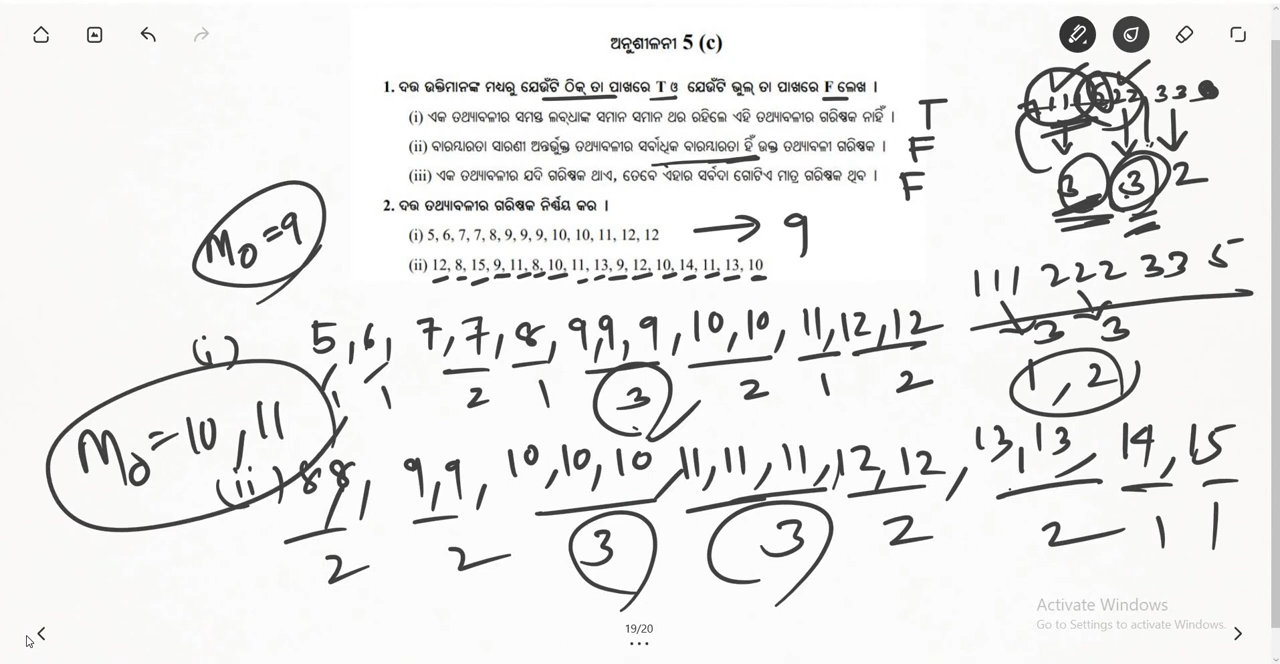 ଅନୁଶୀଳନୀ 5 (c)
1. ଦତ୍ତ ଉକ୍ତିମାନଙ୍କ ମଧ୍ୟରୁ ଯେଉଁଟି ଠିକ୍ ତା ପାଖରେ T ଓ ଯେଉଁଟି ଭୁଲ୍ ତା ପାଖରେ F ଲେଖ ।
(i) ଏକ ତଥ୍ୟାବଳୀର ସମସ୍ତ ଲବ୍ଧାଙ୍କ ସମାନ ସମାନ ଥର ରହିଲେ ଏହି ତଥ୍ୟାବଳୀର ଗରିଷ୍ଠକ ନାହିଁ । T
(ii) ବାରମ୍ବାରତା ସାରଣୀ ଅନ୍ତର୍ଭୁକ୍ତ ତଥ୍ୟାବଳୀର ସର୍ବାଧିକ ବାରମ୍ବାରତା ହିଁ ଉକ୍ତ ତଥ୍ୟାବଳୀ ଗରିଷ୍ଠକ । F
(iii) ଏକ ତଥ୍ୟାବଳୀର ଯଦି ଗରିଷ୍ଠକ ଥାଏ, ତେବେ ଏହାର ସର୍ବଦା ଗୋଟିଏ ମାତ୍ର ଗରିଷ୍ଠକ ଥିବ । F
3 3 2
2. ଦତ୍ତ ତଥ୍ୟାବଳୀର ଗରିଷ୍ଠକ ନିର୍ଣ୍ଣୟ କର ।
(i) 5, 6, 7, 7, 8, 9, 9, 9, 10, 10, 11, 12, 12 → 9
Mo = 9
(ii) 12, 8, 15, 9, 11, 8, 10, 11, 13, 9, 12, 10, 14, 11, 13, 10
111 222 33 5
3 3
1, 2
(i) 5, 6, 7, 7, 8, 9, 9, 9, 10, 10, 11, 12, 12
1 1 2 1 3 2 1 2
Mo = 10, 11
(ii) 8 8, 9, 9, 10, 10, 10, 11, 11, 11, 12, 12, 13, 13, 14, 15
2 2 3 3 2 2 1 1
Activate Windows
Go to Settings to activate Windows.
19/20